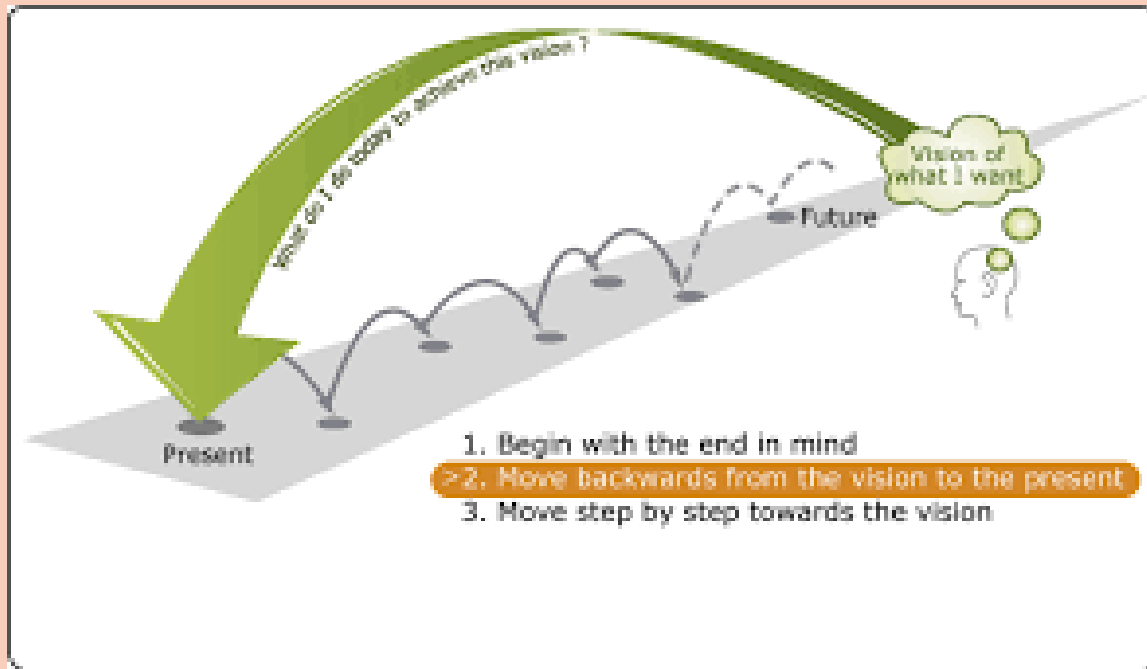 What do I do today to achieve this vision ?
Vision of
what I want
Future
Present
1. Begin with the end in mind
>2. Move backwards from the vision to the present
3. Move step by step towards the vision